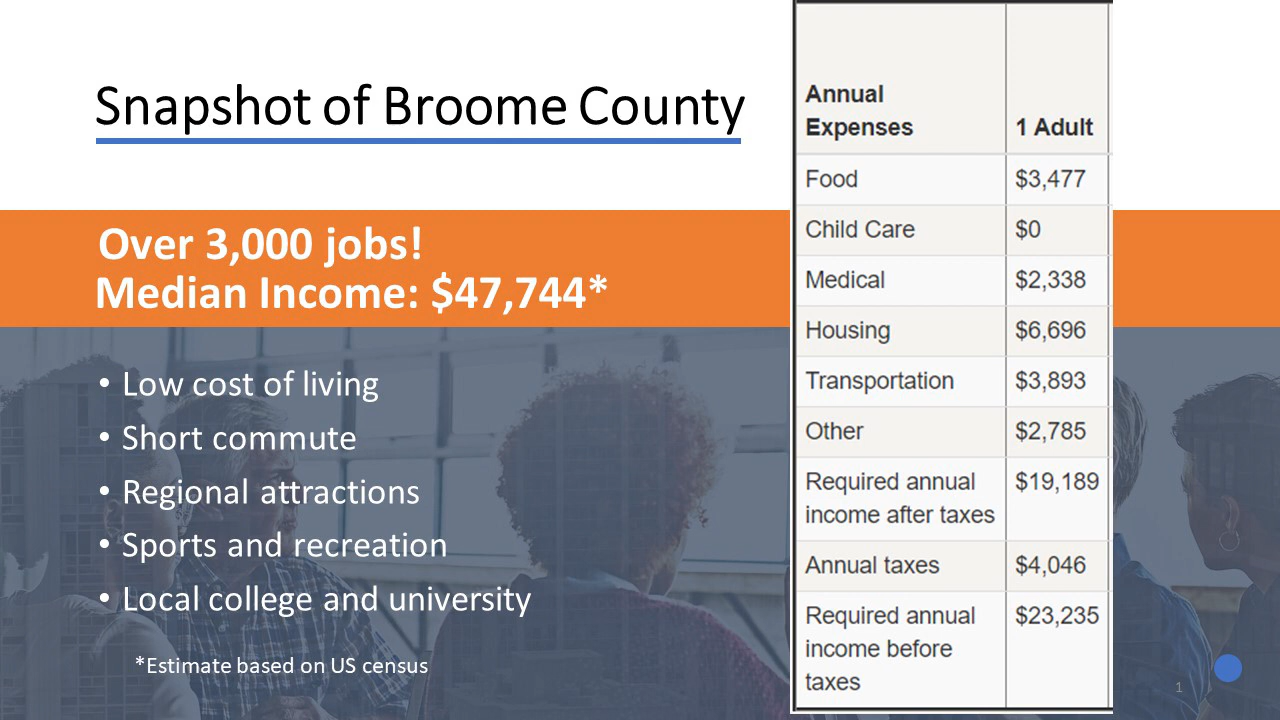 Snapshot of Broome County
Over 3,000 jobs!
Median Income: $47,744*
• Low cost of living
• Short commute
• Regional attractions
• Sports and recreation
• Local college and university
*Estimate based on US census
Annual
Expenses 1 Adult
Food $3,477
Child Care $0
Medical $2,338
Housing $6,696
Transportation $3,893
Other $2,785
Required annual $19,189
income after taxes
Annual taxes $4,046
Required annual $23,235
income before
taxes
1